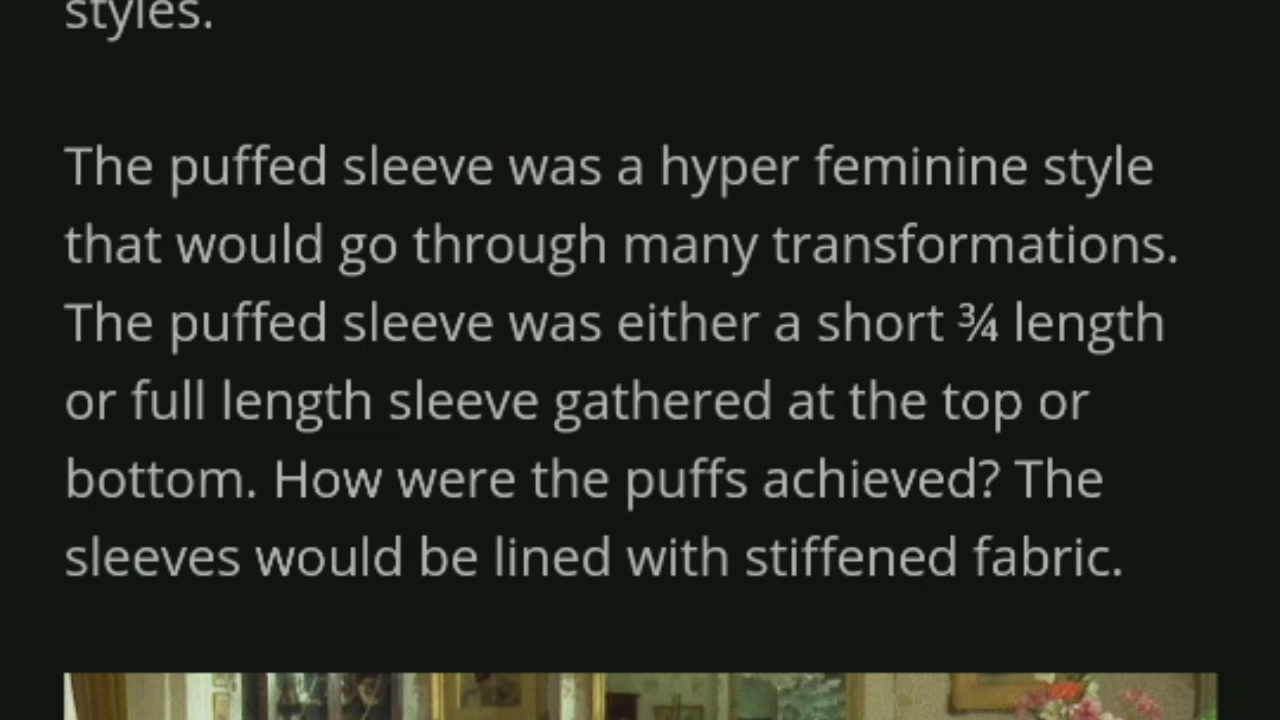 styles.
The puffed sleeve was a hyper feminine style
that would go through many transformations.
The puffed sleeve was either a short ¾ length
or full length sleeve gathered at the top or
bottom. How were the puffs achieved? The
sleeves would be lined with stiffened fabric.